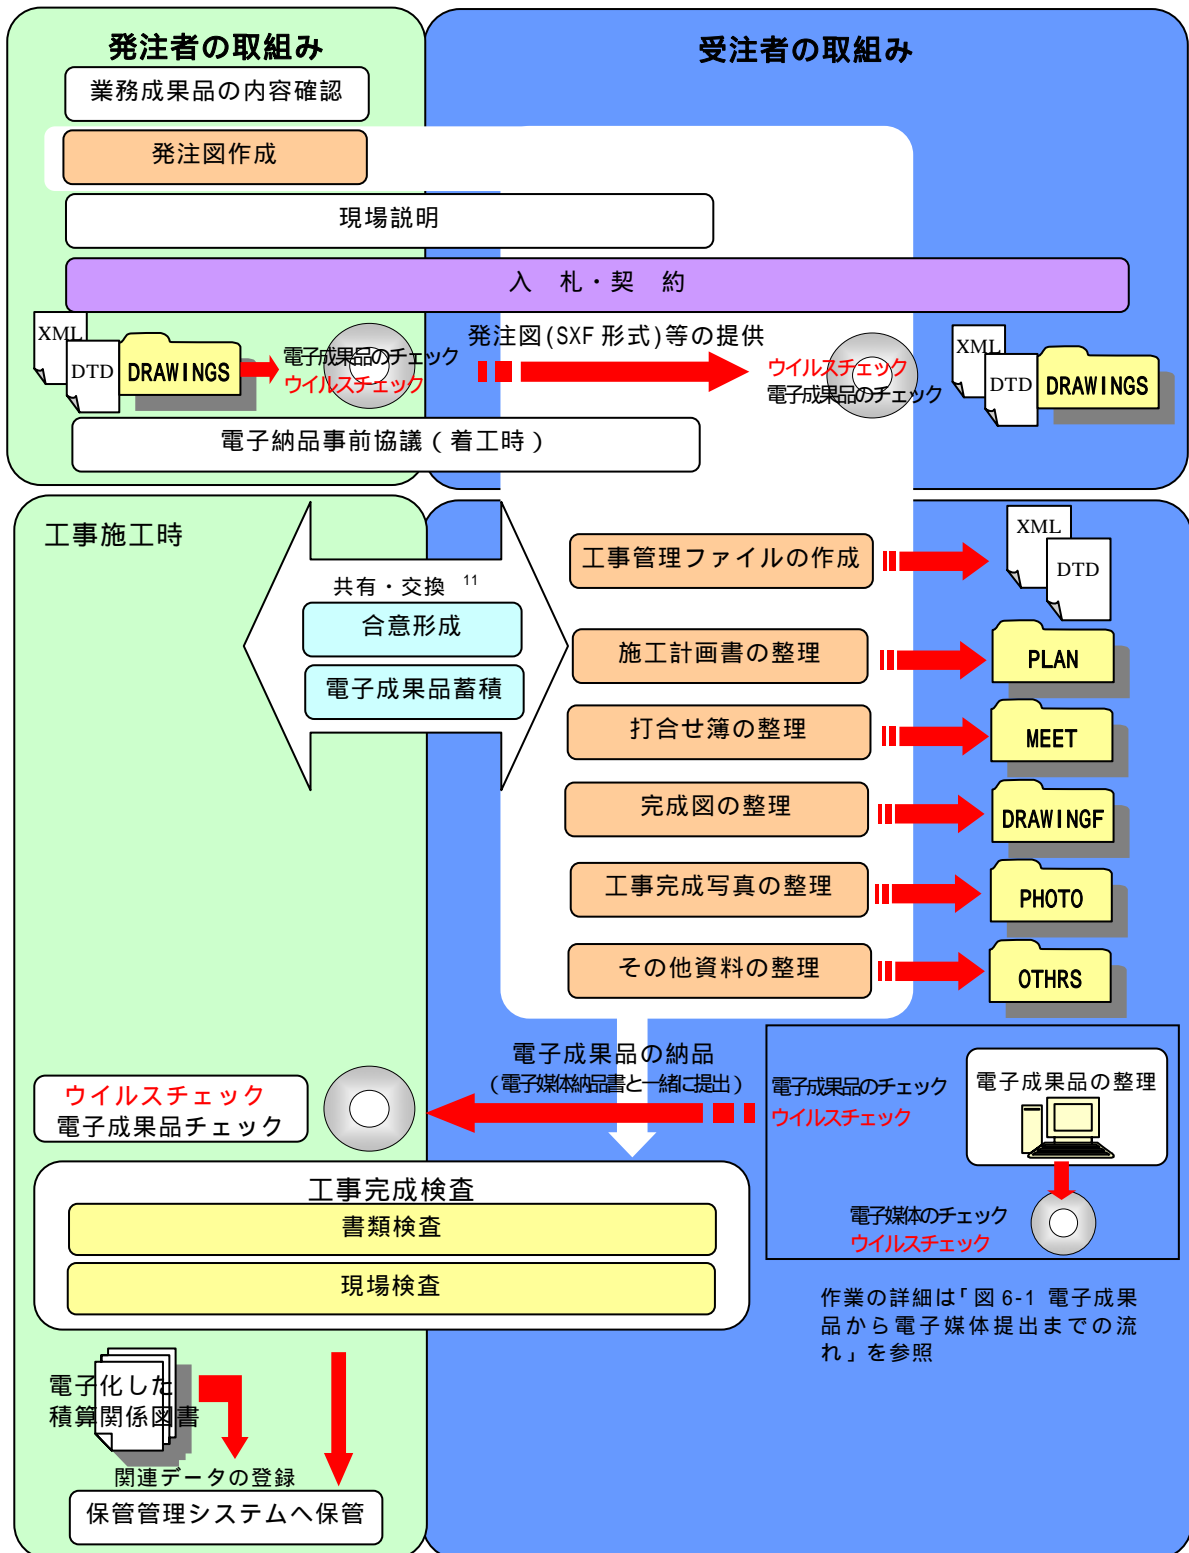 発注者の取組み
受注者の取組み
業務成果品の内容確認
発注図作成
現場説明
入 札・契 約
発注図(SXF 形式)等の提供
XML
DTD
DRAWINGS
電子成果品のチェック
ウイルスチェック
ウイルスチェック
電子成果品のチェック
XML
DTD
DRAWINGS
電子納品事前協議（着工時）
工事施工時
共有・交換 11
合意形成
電子成果品蓄積
工事管理ファイルの作成
XML
DTD
施工計画書の整理
PLAN
打合せ簿の整理
MEET
完成図の整理
DRAWINGF
工事完成写真の整理
PHOTO
その他資料の整理
OTHRS
電子成果品の納品
（電子媒体納品書と一緒に提出）
ウイルスチェック
電子成果品チェック
電子成果品のチェック
ウイルスチェック
電子成果品の整理
電子媒体のチェック
ウイルスチェック
工事完成検査
書類検査
現場検査
作業の詳細は「図 6-1 電子成果
品から電子媒体提出までの流
れ」を参照
電子化した
積算関係図書
関連データの登録
保管管理システムへ保管